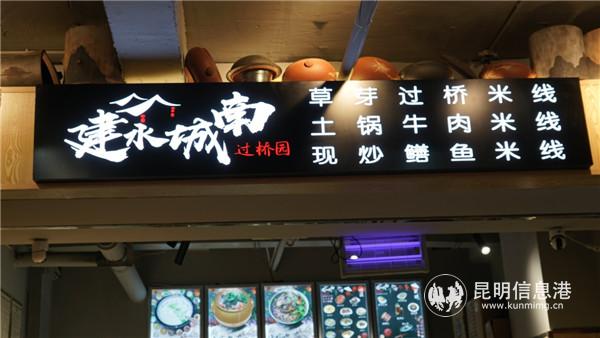 建水城南
过桥园
草芽过桥米线
土锅牛肉米线
现炒鳝鱼米线
昆明信息港
www.kunming.cn